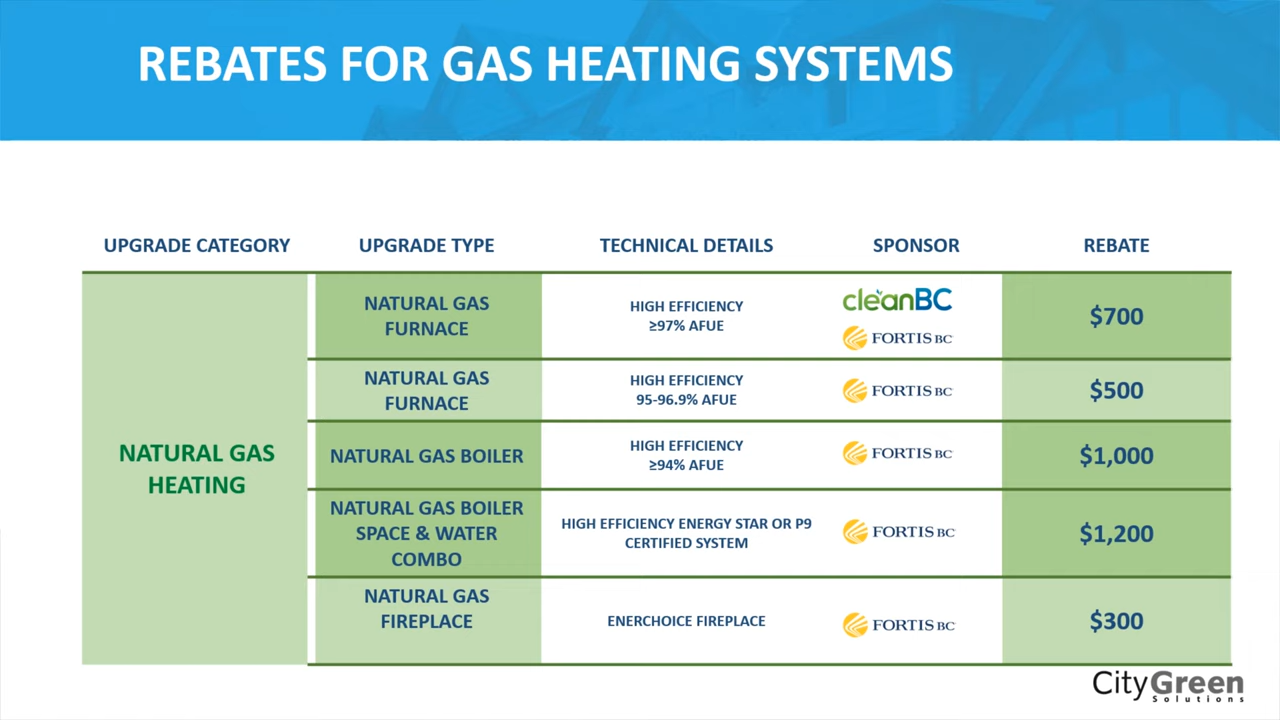 REBATES FOR GAS HEATING SYSTEMS
UPGRADE CATEGORY
UPGRADE TYPE
TECHNICAL DETAILS
SPONSOR
REBATE
NATURAL GAS
HEATING
NATURAL GAS
FURNACE
HIGH EFFICIENCY
≥97% AFUE
cleanBC
FORTIS BC
$700
NATURAL GAS
FURNACE
HIGH EFFICIENCY
95-96.9% AFUE
FORTIS BC
$500
NATURAL GAS BOILER
HIGH EFFICIENCY
≥94% AFUE
FORTIS BC
$1,000
NATURAL GAS BOILER
SPACE & WATER
COMBO
HIGH EFFICIENCY ENERGY STAR OR P9
CERTIFIED SYSTEM
FORTIS BC
$1,200
NATURAL GAS
FIREPLACE
ENERCHOICE FIREPLACE
FORTIS BC
$300
CityGreen
Solutions